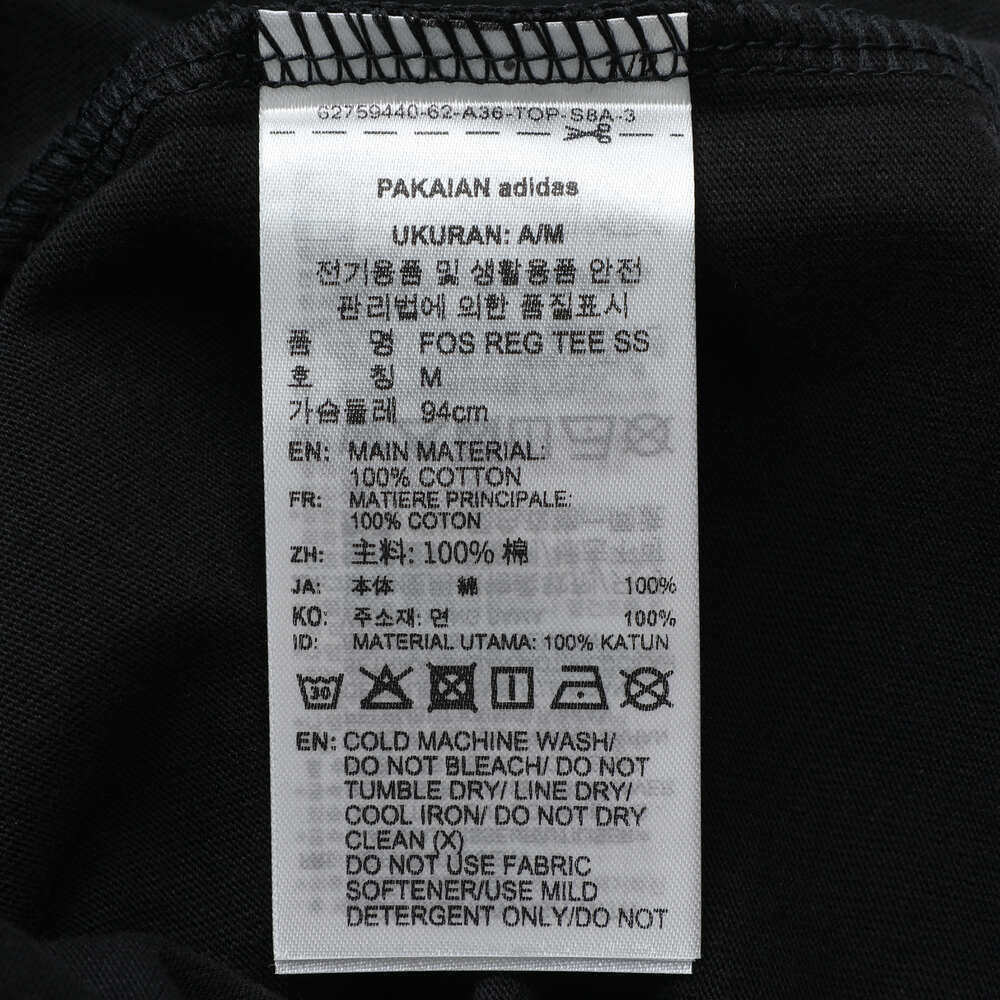 62759440-62-A36-TOP-S8A-3
PAKAIAN adidas
UKURAN: A/M
전기용품 및 생활용품 안전
관리법에 의한 품질표시
품 명 FOS REG TEE SS
호 칭 M
가슴둘레 94cm
EN: MAIN MATERIAL:
100% COTTON
FR: MATIERE PRINCIPALE:
100% COTON
ZH: 主料: 100% 棉
JA: 本体 綿 100%
KO: 주소재: 면 100%
ID: MATERIAL UTAMA: 100% KATUN
30
EN: COLD MACHINE WASH/
DO NOT BLEACH/ DO NOT
TUMBLE DRY/ LINE DRY/
COOL IRON/ DO NOT DRY
CLEAN (X)
DO NOT USE FABRIC
SOFTENER/USE MILD
DETERGENT ONLY/DO NOT